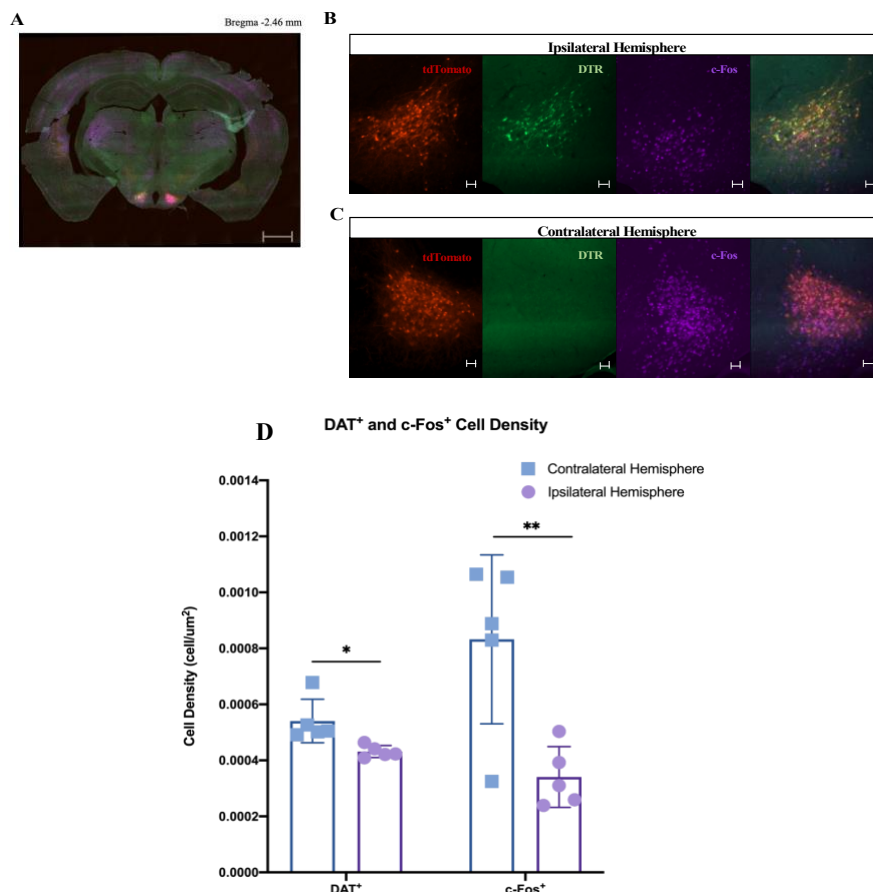 A
Bregma -2.46 mm
B
Ipsilateral Hemisphere
tdTomato DTR c-Fos
C
Contralateral Hemisphere
tdTomato DTR c-Fos
D
DAT⁺ and c-Fos⁺ Cell Density
Contralateral Hemisphere
Ipsilateral Hemisphere
Cell Density (cell/um²)
0.0014
0.0012
0.0010
0.0008
0.0006
0.0004
0.0002
0.0000
*
**
DAT⁺ c-Fos⁺